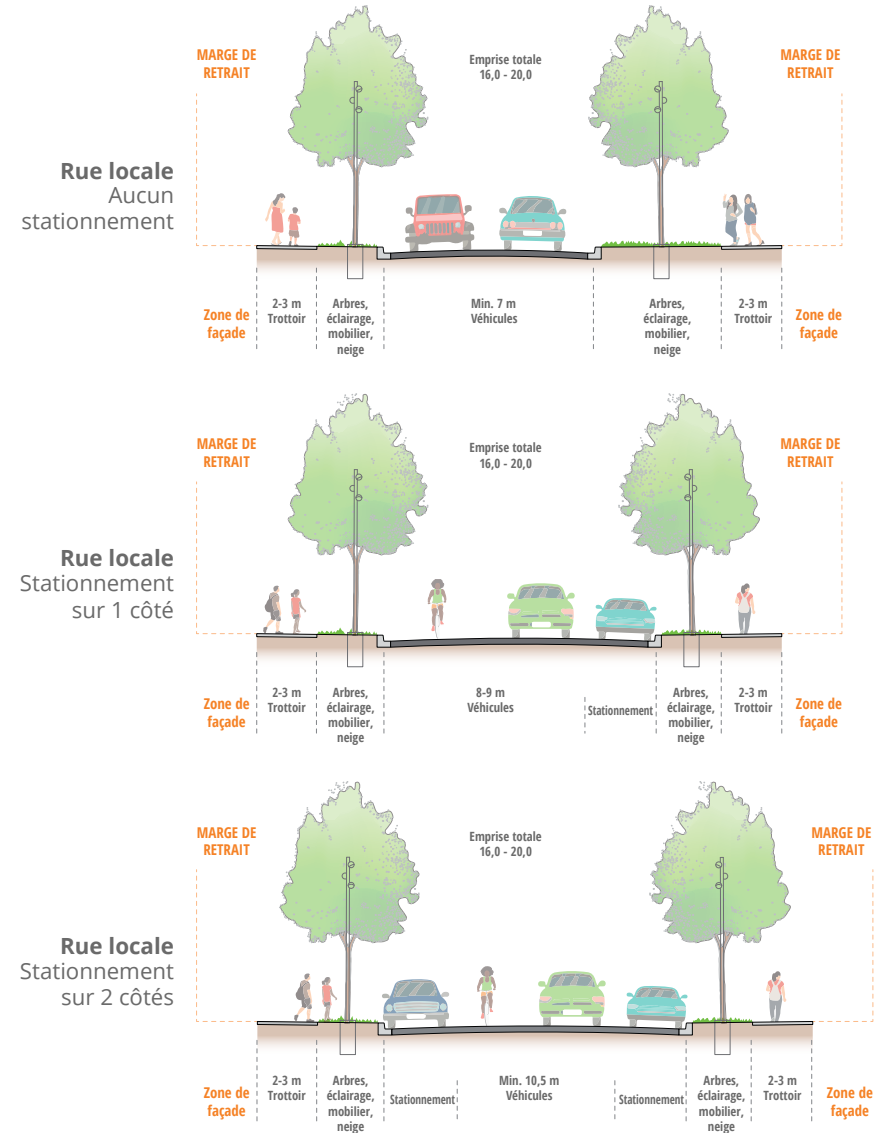 MARGE DE
RETRAIT
Emprise totale
16,0 - 20,0
MARGE DE
RETRAIT
Rue locale
Aucun
stationnement
Zone de
façade
2-3 m
Trottoir
Arbres,
éclairage,
mobilier,
neige
Min. 7 m
Véhicules
Arbres,
éclairage,
mobilier,
neige
2-3 m
Trottoir
Zone de
façade
MARGE DE
RETRAIT
Emprise totale
16,0 - 20,0
MARGE DE
RETRAIT
Rue locale
Stationnement
sur 1 côté
Zone de
façade
2-3 m
Trottoir
Arbres,
éclairage,
mobilier,
neige
8-9 m
Véhicules
Stationnement
Arbres,
éclairage,
mobilier,
neige
2-3 m
Trottoir
Zone de
façade
MARGE DE
RETRAIT
Emprise totale
16,0 - 20,0
MARGE DE
RETRAIT
Rue locale
Stationnement
sur 2 côtés
Zone de
façade
2-3 m
Trottoir
Arbres,
éclairage,
mobilier,
neige
Stationnement
Min. 10,5 m
Véhicules
Stationnement
Arbres,
éclairage,
mobilier,
neige
2-3 m
Trottoir
Zone de
façade